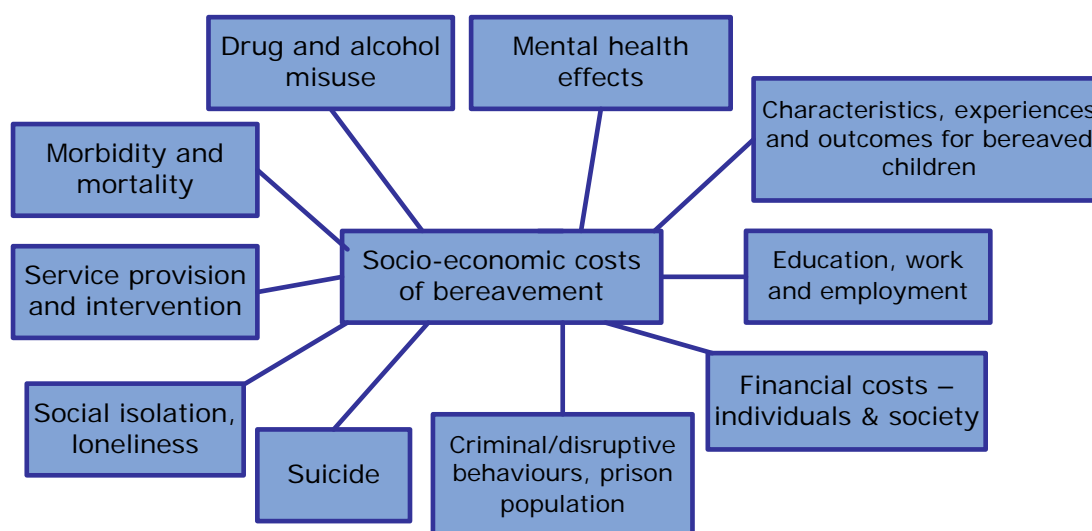 Drug and alcohol
misuse
Mental health
effects
Characteristics, experiences
and outcomes for bereaved
children
Morbidity and
mortality
Socio-economic costs
of bereavement
Education, work
and employment
Service provision
and intervention
Financial costs –
individuals & society
Social isolation,
loneliness
Suicide
Criminal/disruptive
behaviours, prison
population